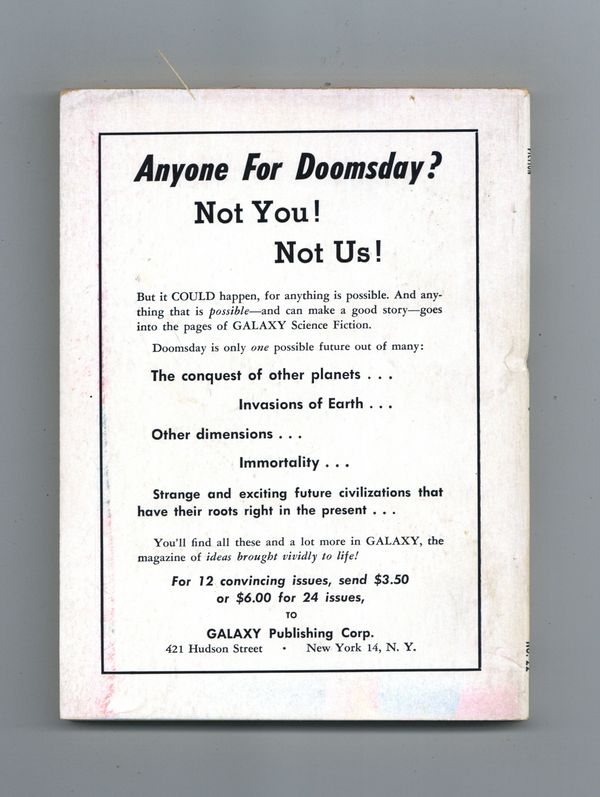 Anyone For Doomsday?
Not You!
Not Us!
But it COULD happen, for anything is possible. And any-
thing that is possible—and can make a good story—goes
into the pages of GALAXY Science Fiction.
Doomsday is only one possible future out of many:
The conquest of other planets . . .
Invasions of Earth . . .
Other dimensions . . .
Immortality . . .
Strange and exciting future civilizations that
have their roots right in the present . . .
You'll find all these and a lot more in GALAXY, the
magazine of ideas brought vividly to life!
For 12 convincing issues, send $3.50
or $6.00 for 24 issues,
TO
GALAXY Publishing Corp.
421 Hudson Street • New York 14, N. Y.